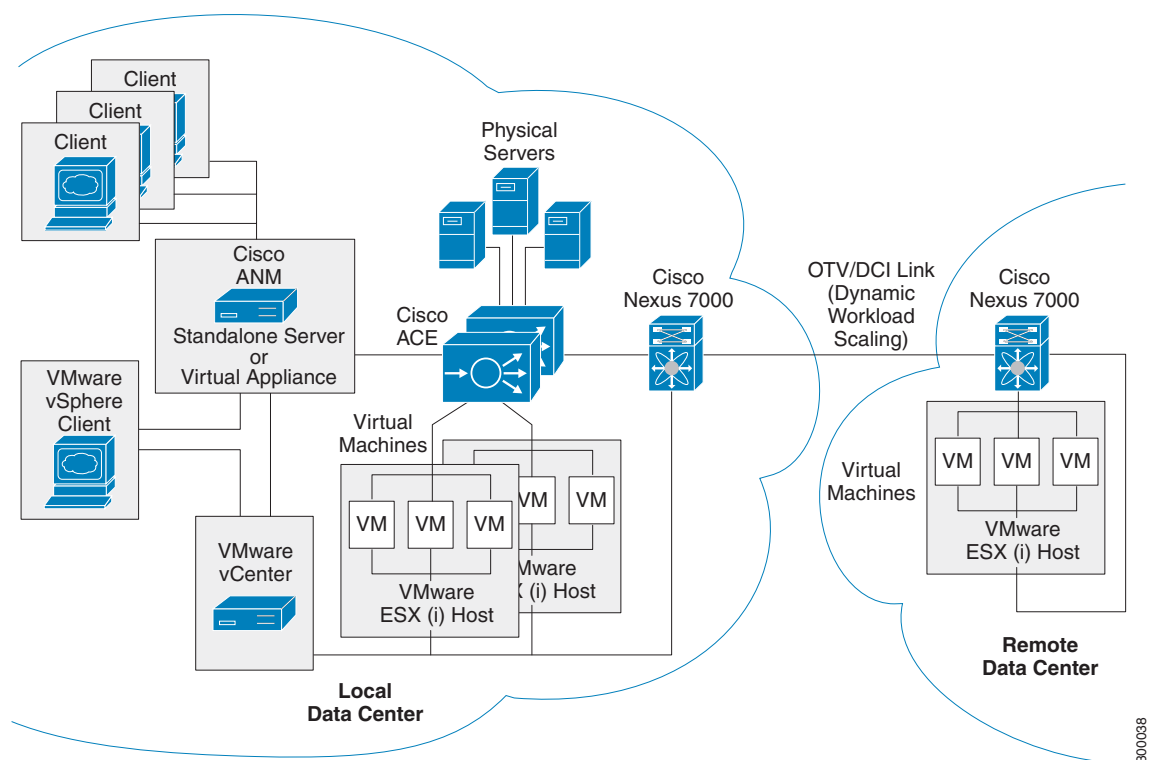 Client
Client
Client
Physical
Servers
Cisco
ANM
Standalone Server
or
Virtual Appliance
Cisco
ACE
Cisco
Nexus 7000
OTV/DCI Link
(Dynamic
Workload
Scaling)
Cisco
Nexus 7000
VMware
vSphere
Client
Virtual
Machines
VM
VM
VM
VM
VM
VMware
ESX (i) Host
Mware
(i) Host
VMware
vCenter
Virtual
Machines
VM
VM
VM
VMware
ESX (i) Host
Local
Data Center
Remote
Data Center